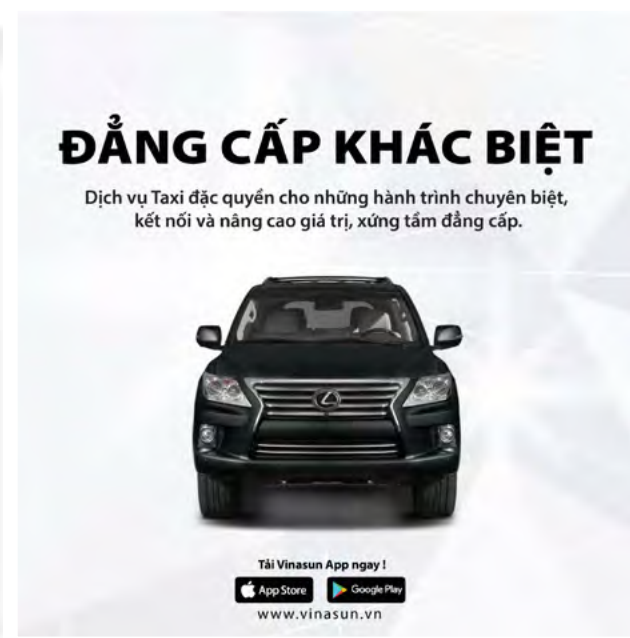 ĐẲNG CẤP KHÁC BIỆT
Dịch vụ Taxi đặc quyền cho những hành trình chuyên biệt,
kết nối và nâng cao giá trị, xứng tầm đẳng cấp.
Tải Vinasun App ngay !
App Store Google Play
www.vinasun.vn